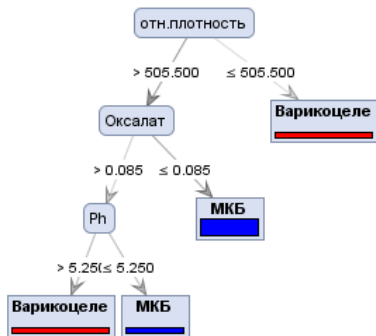 отн.плотность
> 505.500
≤ 505.500
Оксалат
Варикоцеле
> 0.085
≤ 0.085
Ph
МКБ
> 5.250
≤ 5.250
Варикоцеле
МКБ